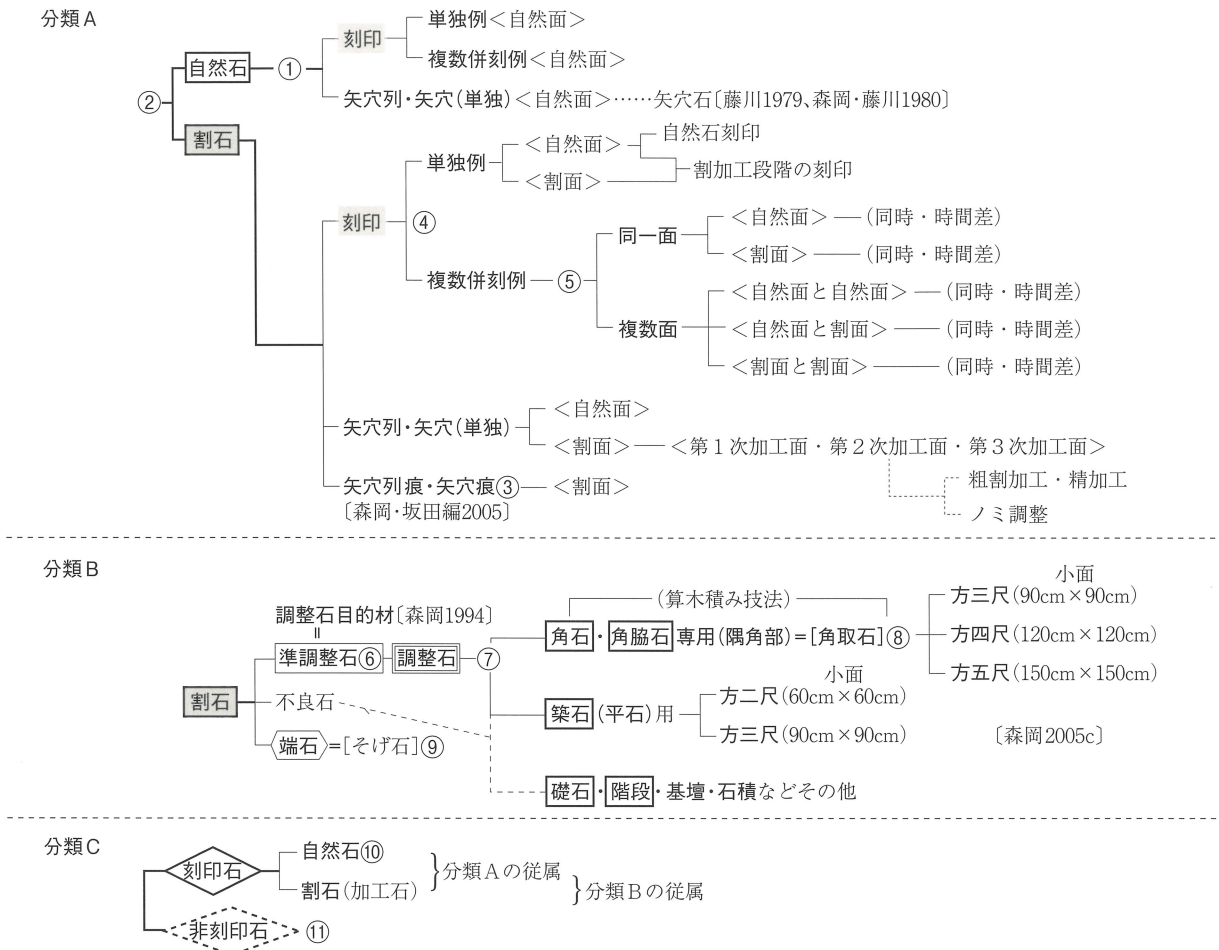 分類A
単独例<自然面>
刻印
複数併刻例<自然面>
自然石 ①
② 矢穴列・矢穴(単独)<自然面>……矢穴石〔藤川1979、森岡・藤川1980〕
割石
<自然面> 自然石刻印
単独例
<割面> 割加工段階の刻印
刻印 ④
<自然面> (同時・時間差)
同一面
<割面> (同時・時間差)
複数併刻例 ⑤
<自然面と自然面> (同時・時間差)
複数面 <自然面と割面> (同時・時間差)
<割面と割面> (同時・時間差)
<自然面>
矢穴列・矢穴(単独)
<割面> <第1次加工面・第2次加工面・第3次加工面>
粗割加工・精加工
ノミ調整
矢穴列痕・矢穴痕③ <割面>
〔森岡・坂田編2005〕
分類B
小面
(算木積み技法) 方三尺(90cm×90cm)
調整石目的材〔森岡1994〕
=
角石・角脇石専用(隅角部)=[角取石]⑧ 方四尺(120cm×120cm)
準調整石⑥ 調整石 ⑦
小面 方五尺(150cm×150cm)
割石 不良石
方二尺(60cm×60cm)
築石(平石)用
端石=[そげ石]⑨ 方三尺(90cm×90cm) 〔森岡2005c〕
礎石・階段・基壇・石積などその他
分類C
自然石⑩
刻印石 }分類Aの従属
割石(加工石) }分類Bの従属
非刻印石 ⑪